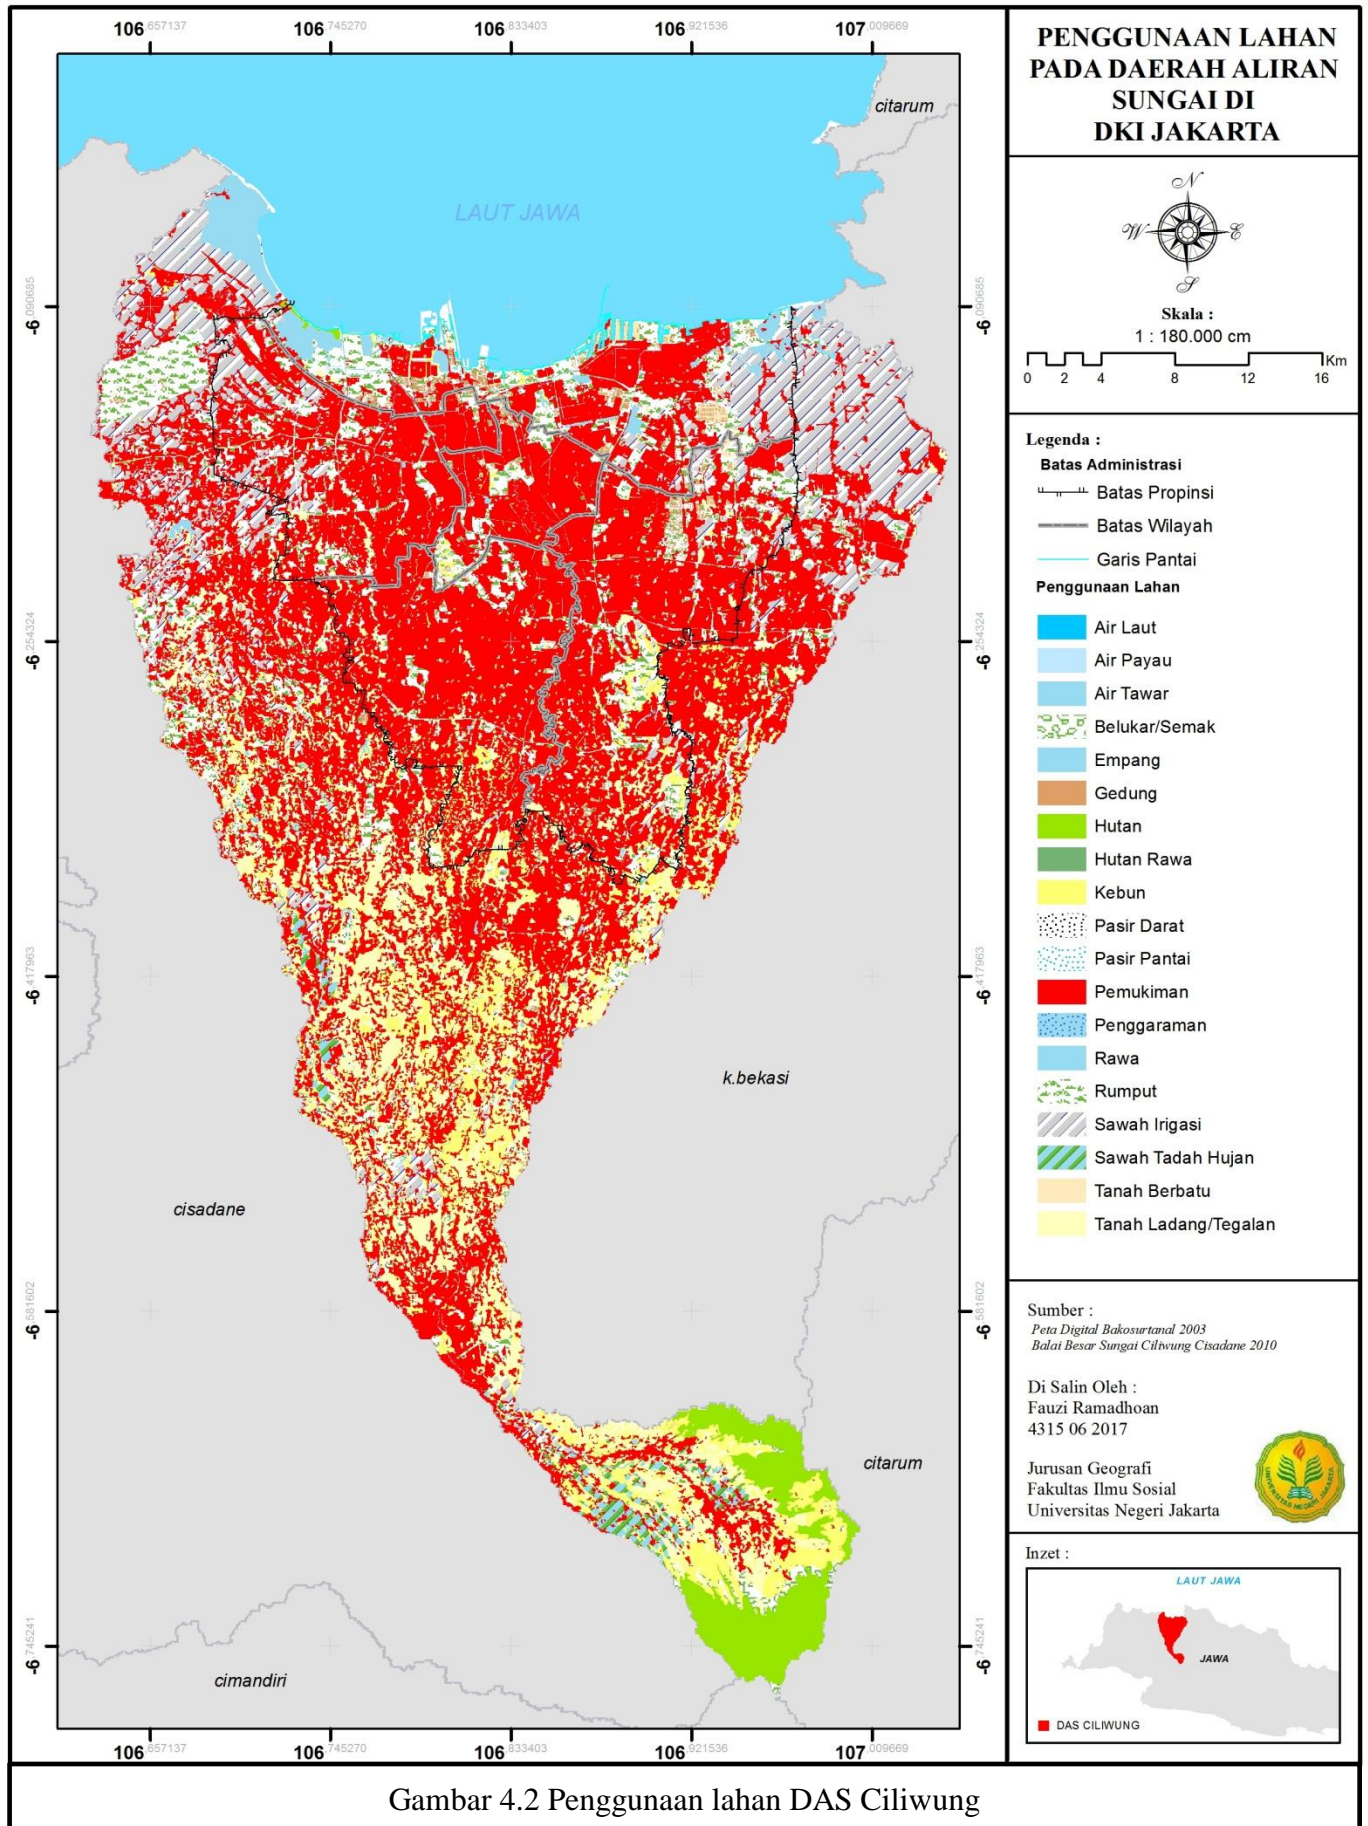 106.657137
106.745270
106.833403
106.921536
107.009669
PENGGUNAAN LAHAN
PADA DAERAH ALIRAN
SUNGAI DI
DKI JAKARTA
citarum
LAUT JAWA
N
W
E
S
-6.090685
-6.090685
Skala :
1 : 180.000 cm
Km
0 2 4 8 12 16
Legenda :
Batas Administrasi
Batas Propinsi
Batas Wilayah
Garis Pantai
Penggunaan Lahan
Air Laut
Air Payau
Air Tawar
Belukar/Semak
Empang
Gedung
Hutan
Hutan Rawa
Kebun
Pasir Darat
Pasir Pantai
Pemukiman
Penggaraman
Rawa
Rumput
Sawah Irigasi
Sawah Tadah Hujan
Tanah Berbatu
Tanah Ladang/Tegalan
-6.254324
-6.254324
-6.417963
-6.417963
k.bekasi
cisadane
-6.581602
-6.581602
Sumber :
Peta Digital Bakosurtanal 2003
Balai Besar Sungai Ciliwung Cisadane 2010
Di Salin Oleh :
Fauzi Ramadhoan
4315 06 2017
citarum
Jurusan Geografi
Fakultas Ilmu Sosial
Universitas Negeri Jakarta
UNIVERSITAS NEGERI JAKARTA
Inzet :
LAUT JAWA
JAWA
DAS CILIWUNG
-6.745241
-6.745241
cimandiri
106.657137
106.745270
106.833403
106.921536
107.009669
Gambar 4.2 Penggunaan lahan DAS Ciliwung